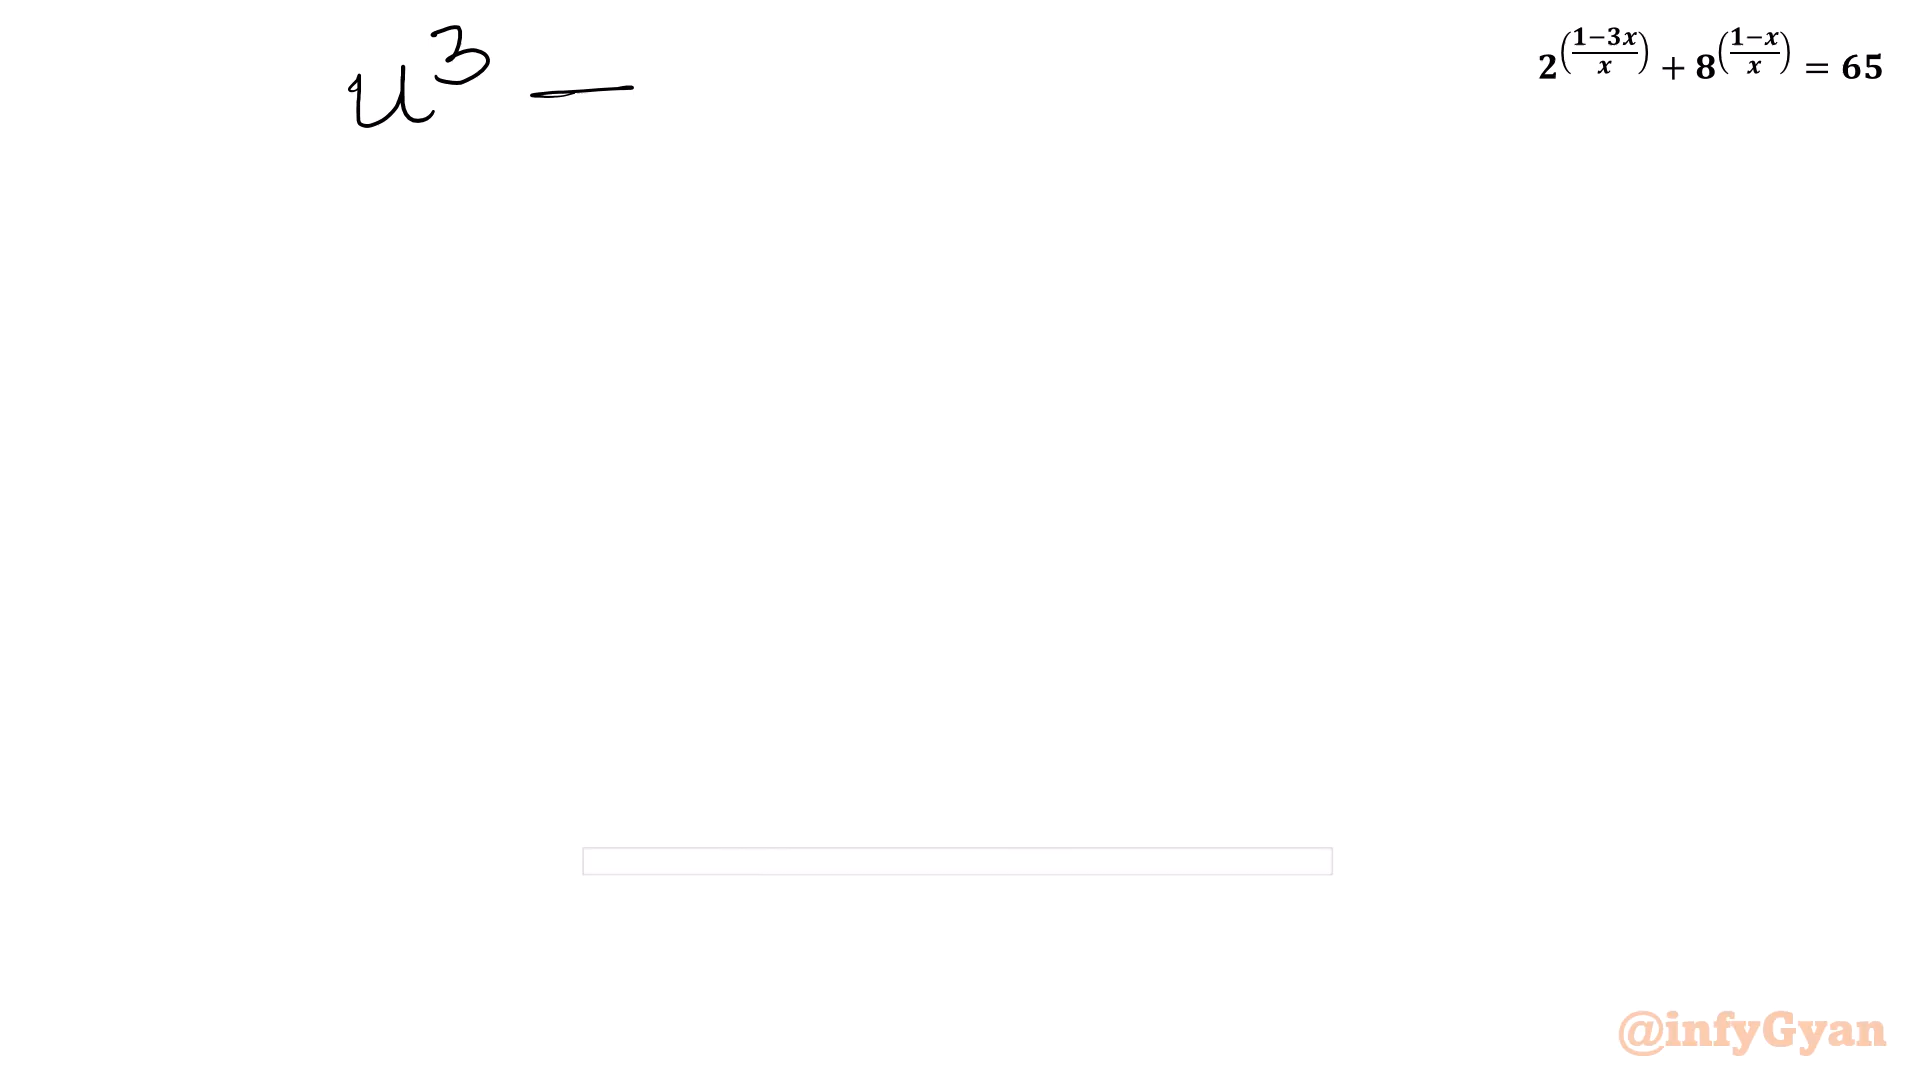 u³ —
2^((1−3x)/x) + 8^((1−x)/x) = 65
@infyGyan